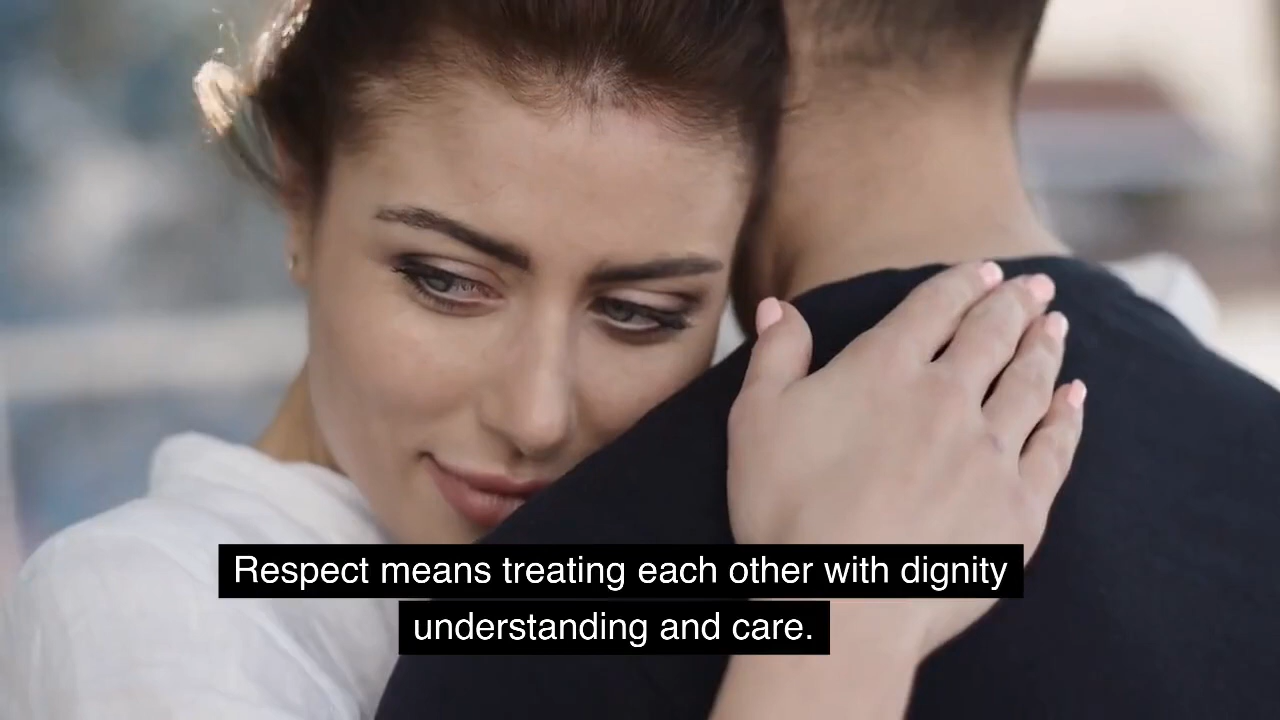 Respect means treating each other with dignity
understanding and care.